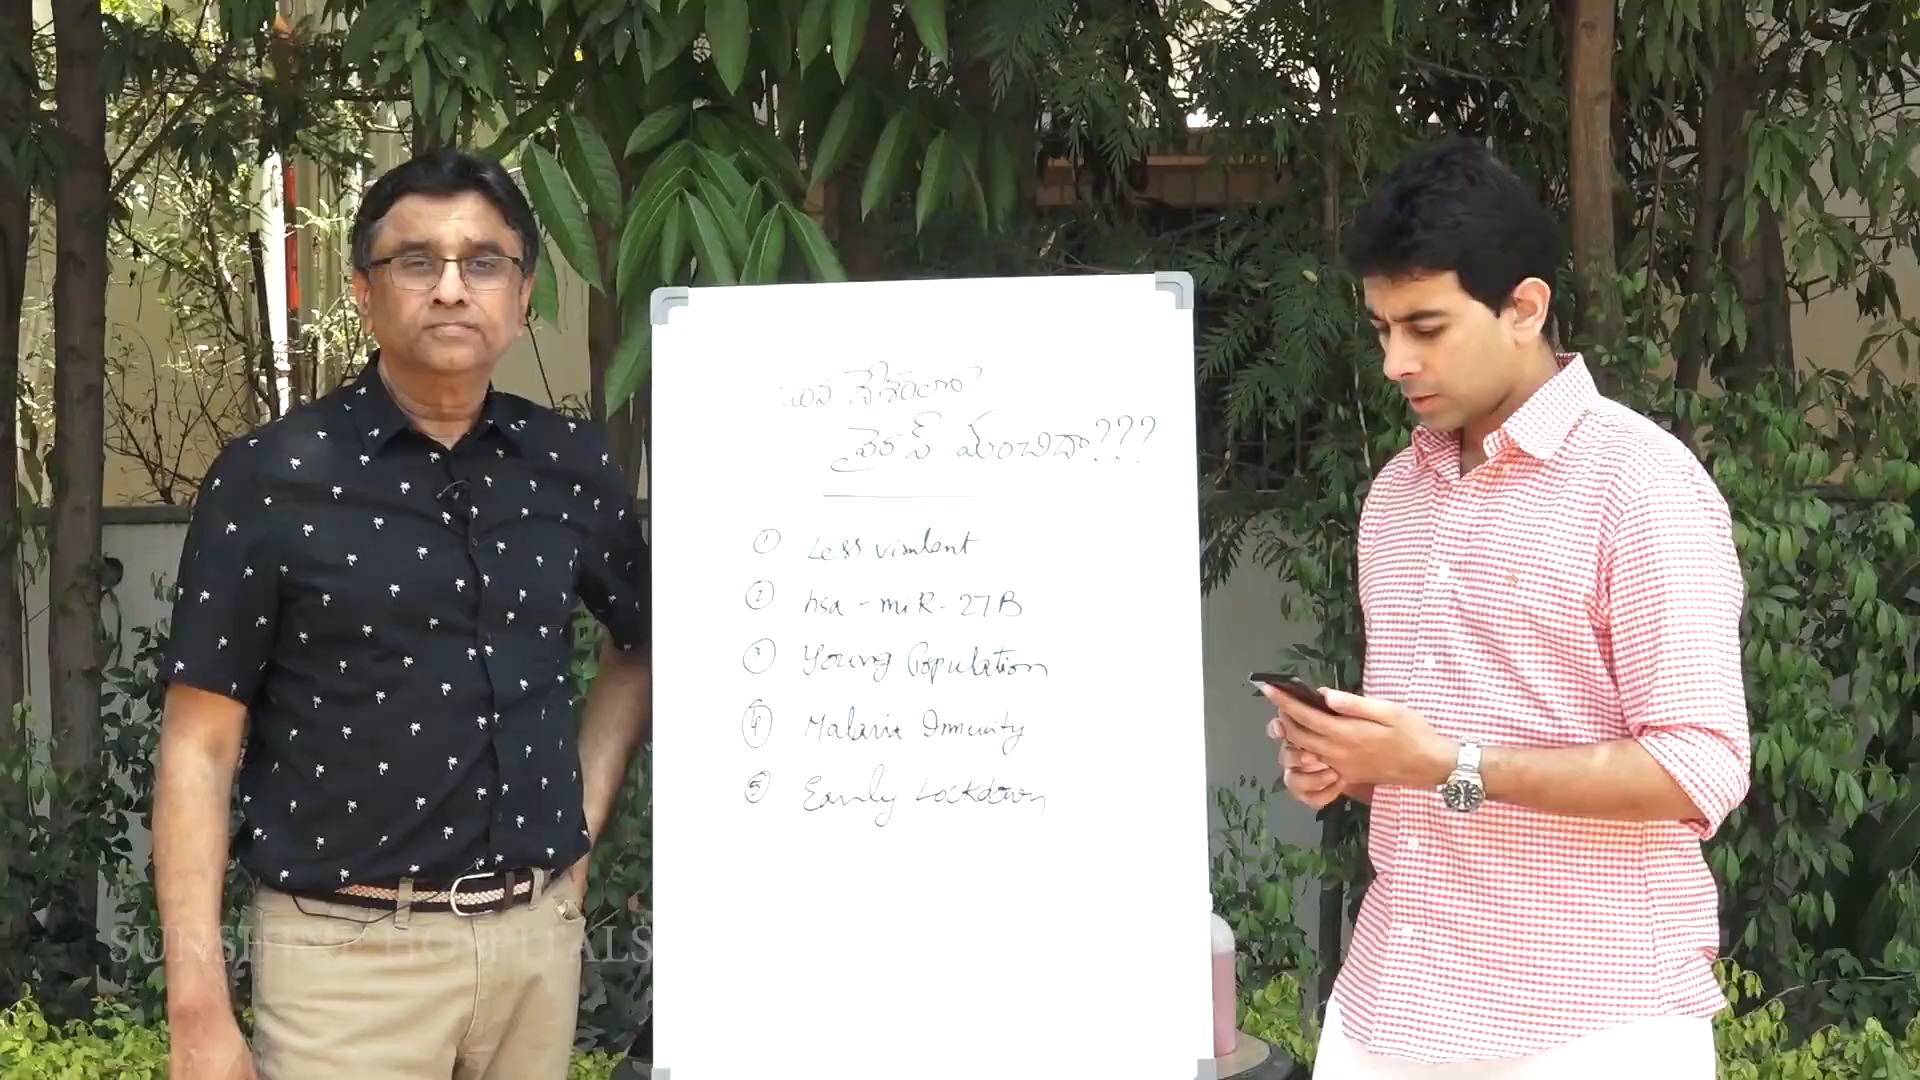 మన దేశంలో
వైరస్ మంచిదా???
① Less virulent
② hsa - miR - 27B
③ Young Population
④ Malaria Immunity
⑤ Early Lockdown
SUNSHINE HOSPITALS